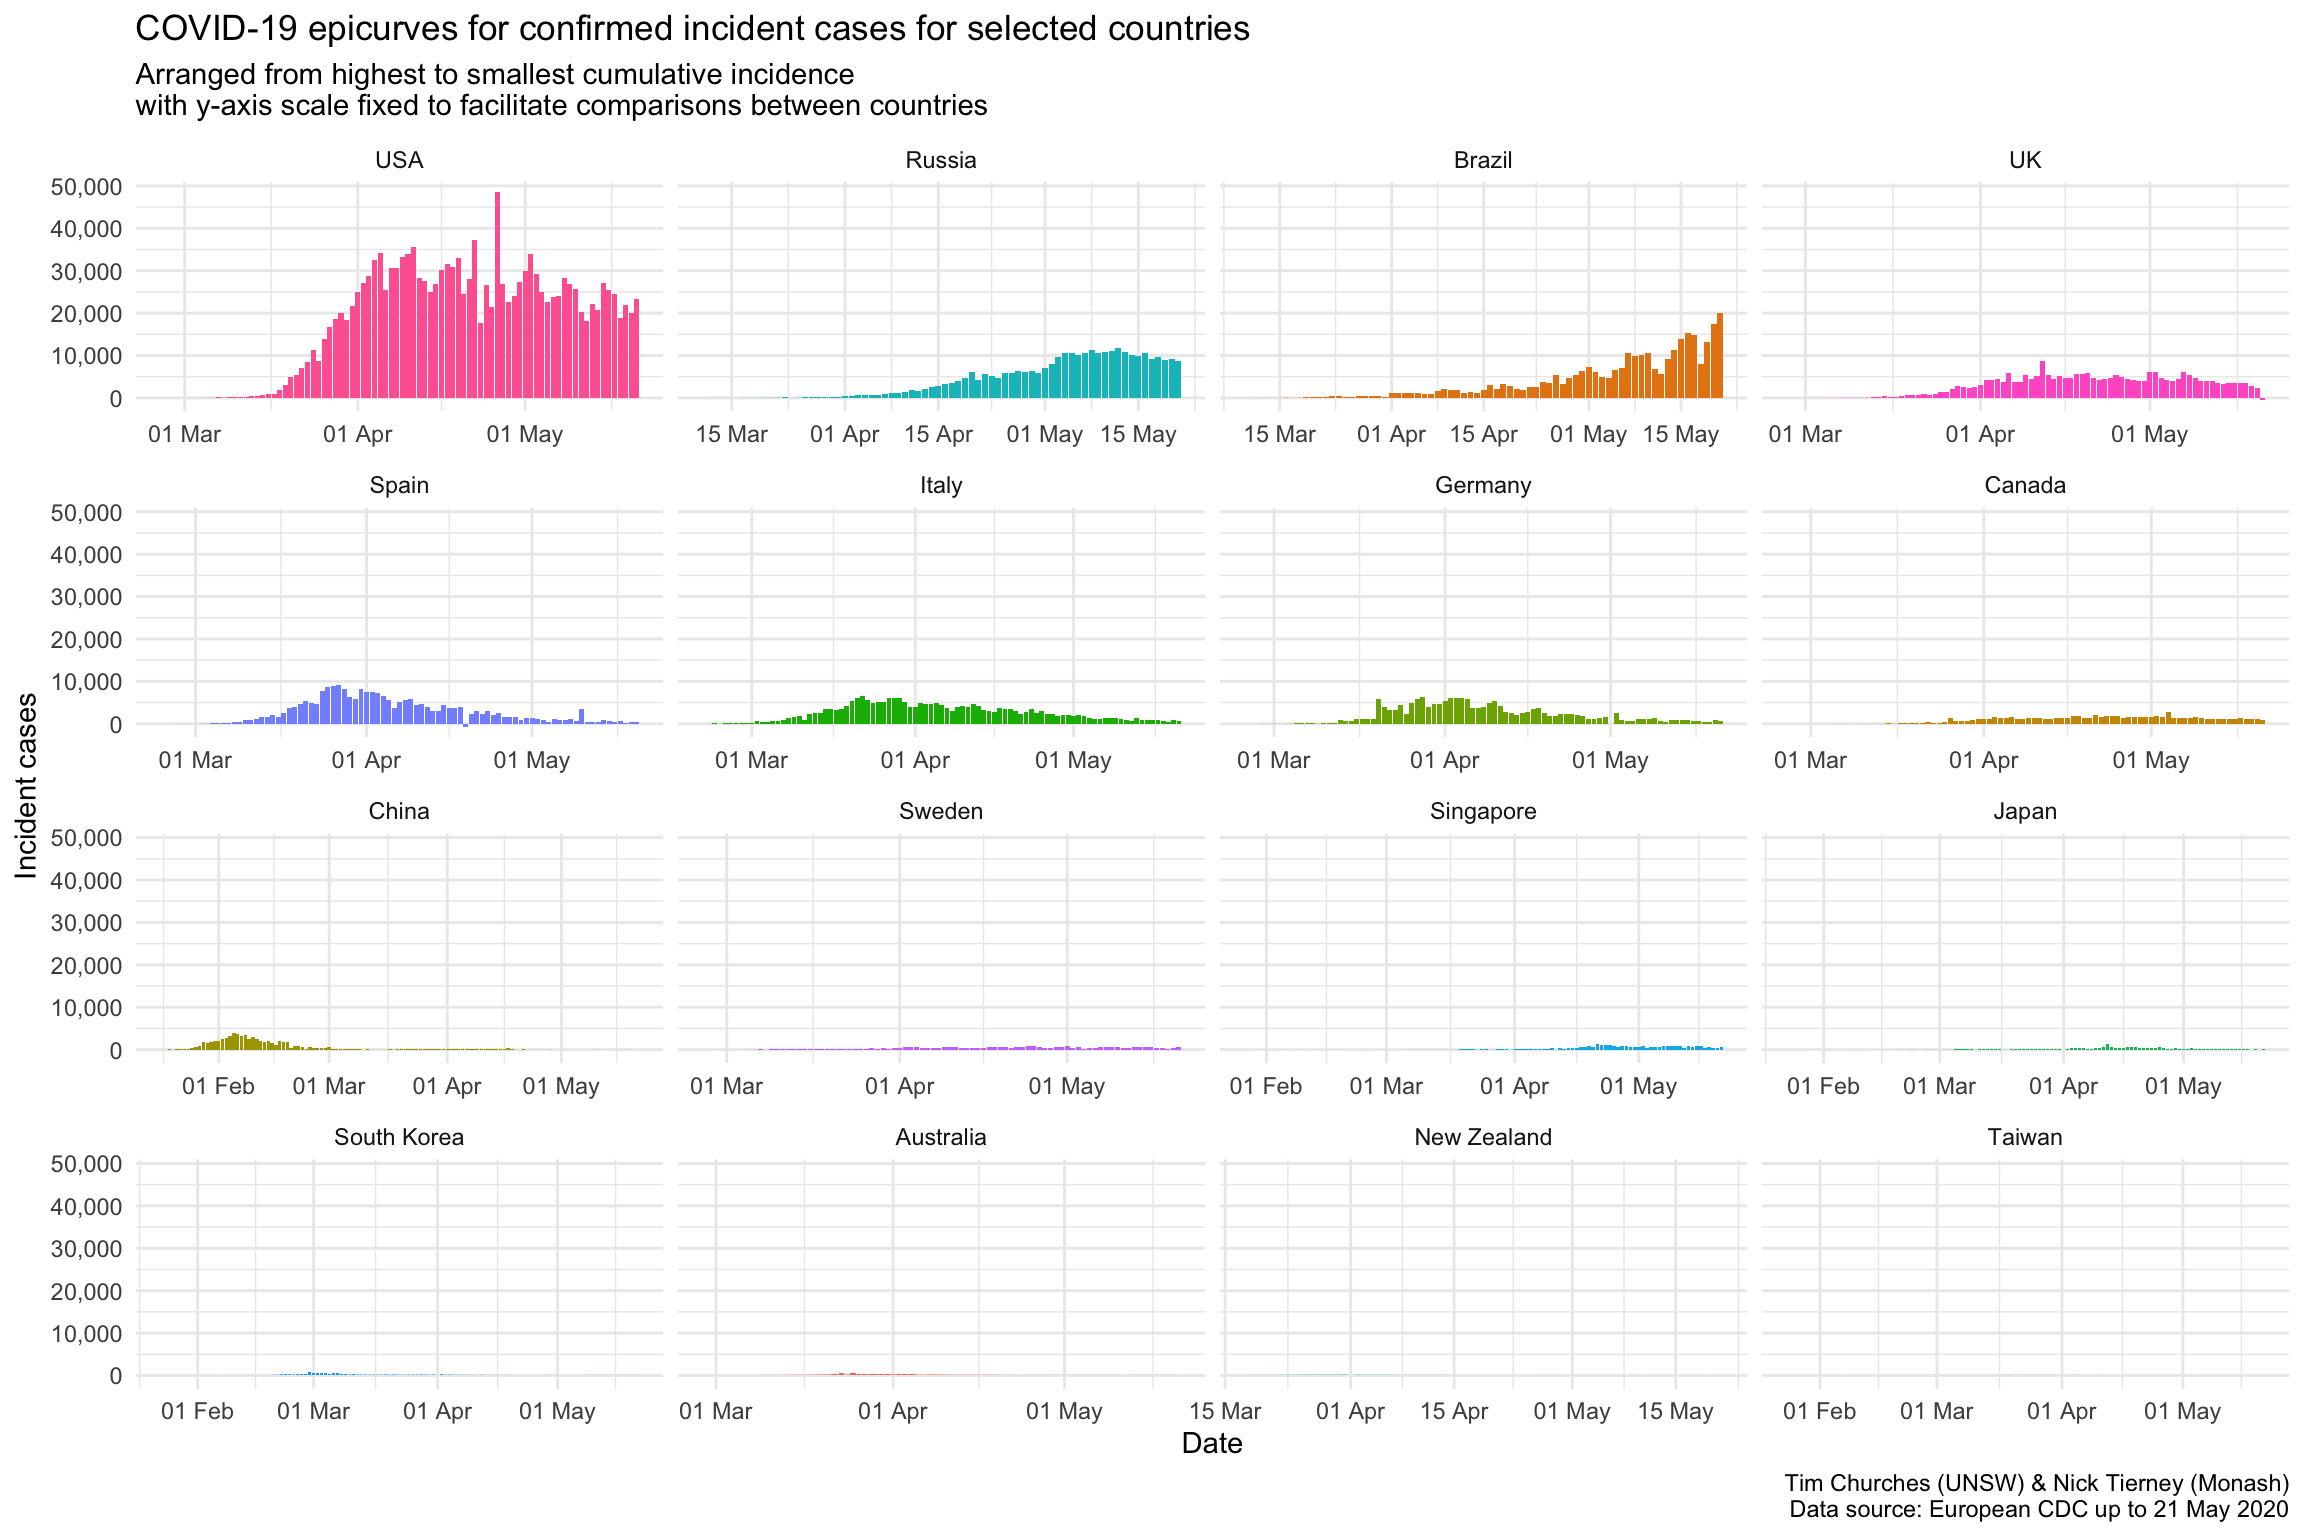 COVID-19 epicurves for confirmed incident cases for selected countries
Arranged from highest to smallest cumulative incidence
with y-axis scale fixed to facilitate comparisons between countries
USA Russia Brazil UK
50,000
40,000
30,000
20,000
10,000
0
01 Mar 01 Apr 01 May 15 Mar 01 Apr 15 Apr 01 May 15 May 15 Mar 01 Apr 15 Apr 01 May 15 May 01 Mar 01 Apr 01 May
Spain Italy Germany Canada
50,000
40,000
30,000
20,000
10,000
0
01 Mar 01 Apr 01 May 01 Mar 01 Apr 01 May 01 Mar 01 Apr 01 May 01 Mar 01 Apr 01 May
Incident cases
China Sweden Singapore Japan
50,000
40,000
30,000
20,000
10,000
0
01 Feb 01 Mar 01 Apr 01 May 01 Mar 01 Apr 01 May 01 Feb 01 Mar 01 Apr 01 May 01 Feb 01 Mar 01 Apr 01 May
South Korea Australia New Zealand Taiwan
50,000
40,000
30,000
20,000
10,000
0
01 Feb 01 Mar 01 Apr 01 May 01 Mar 01 Apr 01 May 15 Mar 01 Apr 15 Apr 01 May 15 May 01 Feb 01 Mar 01 Apr 01 May
Date
Tim Churches (UNSW) & Nick Tierney (Monash)
Data source: European CDC up to 21 May 2020